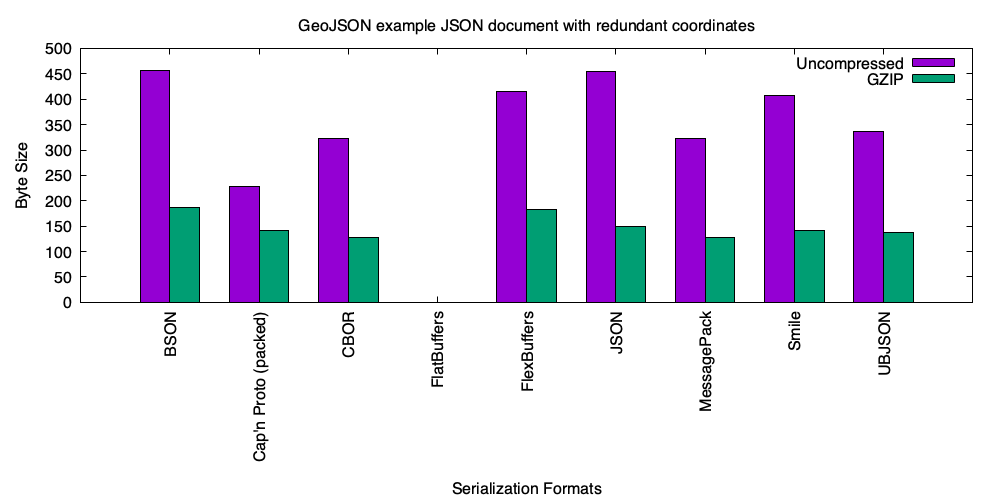 GeoJSON example JSON document with redundant coordinates
Uncompressed
GZIP
Byte Size
500
450
400
350
300
250
200
150
100
50
0
BSON
Cap'n Proto (packed)
CBOR
FlatBuffers
FlexBuffers
JSON
MessagePack
Smile
UBJSON
Serialization Formats